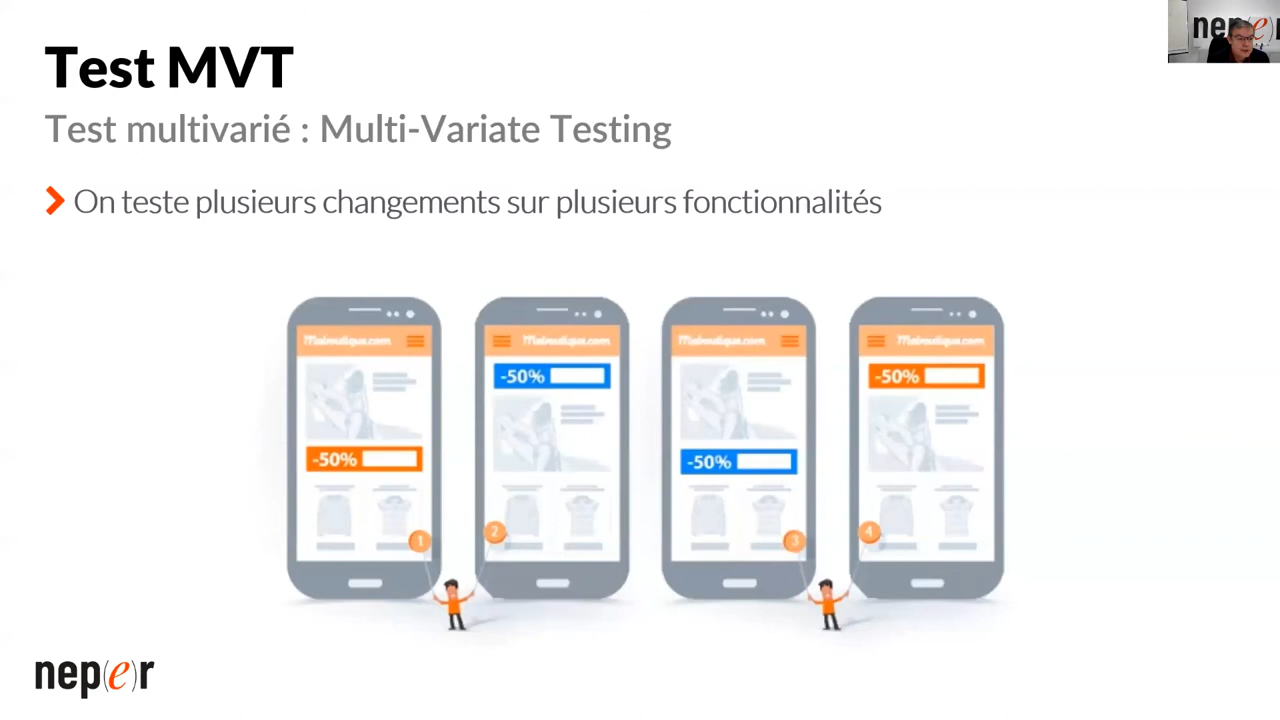 Test MVT
Test multivarié : Multi-Variate Testing
On teste plusieurs changements sur plusieurs fonctionnalités
-50%
-50%
-50%
-50%
1
2
3
4
nep(e)r